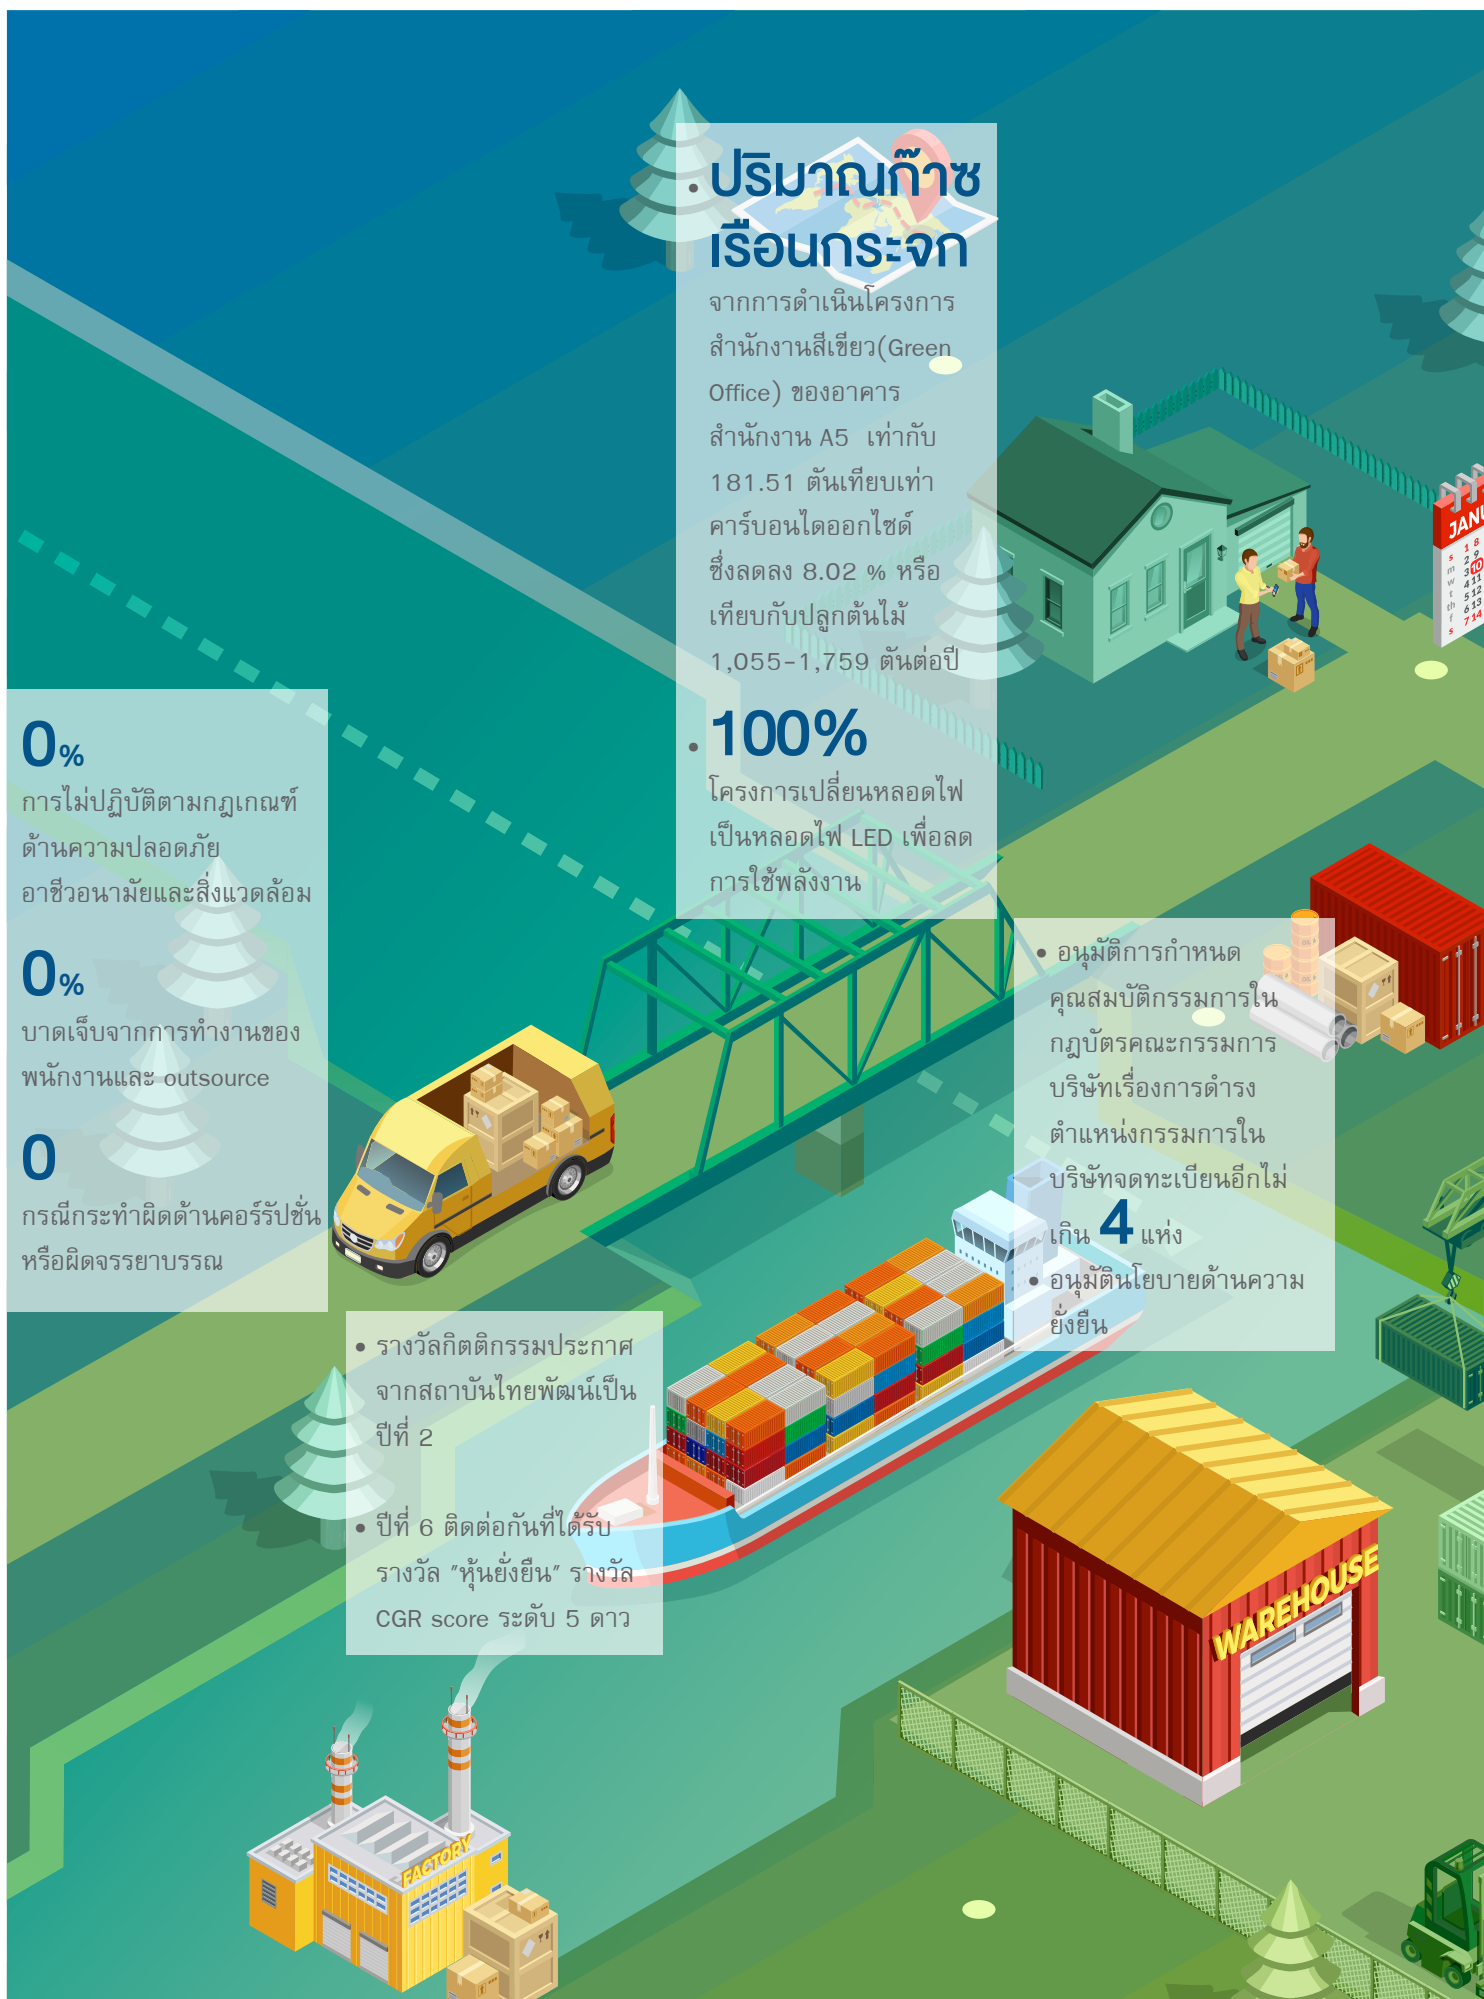 • ปริมาณก๊าซ
เรือนกระจก
จากการดำเนินโครงการ
สำนักงานสีเขียว(Green
Office) ของอาคาร
สำนักงาน A5 เท่ากับ
181.51 ตันเทียบเท่า
คาร์บอนไดออกไซด์
ซึ่งลดลง 8.02 % หรือ
เทียบกับปลูกต้นไม้
1,055-1,759 ตันต่อปี
• 100%
โครงการเปลี่ยนหลอดไฟ
เป็นหลอดไฟ LED เพื่อลด
การใช้พลังงาน
0%
การไม่ปฏิบัติตามกฎเกณฑ์
ด้านความปลอดภัย
อาชีวอนามัยและสิ่งแวดล้อม
0%
บาดเจ็บจากการทำงานของ
พนักงานและ outsource
0
กรณีกระทำผิดด้านคอร์รัปชั่น
หรือผิดจรรยาบรรณ
• อนุมัติการกำหนด
คุณสมบัติกรรมการใน
กฎบัตรคณะกรรมการ
บริษัทเรื่องการดำรง
ตำแหน่งกรรมการใน
บริษัทจดทะเบียนอีกไม่
เกิน 4 แห่ง
• อนุมัตินโยบายด้านความ
ยั่งยืน
• รางวัลกิตติกรรมประกาศ
จากสถาบันไทยพัฒน์เป็น
ปีที่ 2
• ปีที่ 6 ติดต่อกันที่ได้รับ
รางวัล "หุ้นยั่งยืน" รางวัล
CGR score ระดับ 5 ดาว
JANU
s 1 8
m 2 9
w 3 10
t 4 11
th 5 12
f 6 13
s 7 14
WAREHOUSE
FACTORY